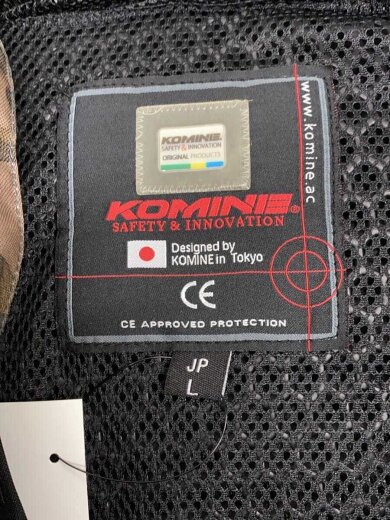 KOMINE
SAFETY & INNOVATION
ORIGINAL PRODUCTS
www.komine.ac
KOMINE®
SAFETY & INNOVATION
Designed by
KOMINE in Tokyo
CE
CE APPROVED PROTECTION
JP
L